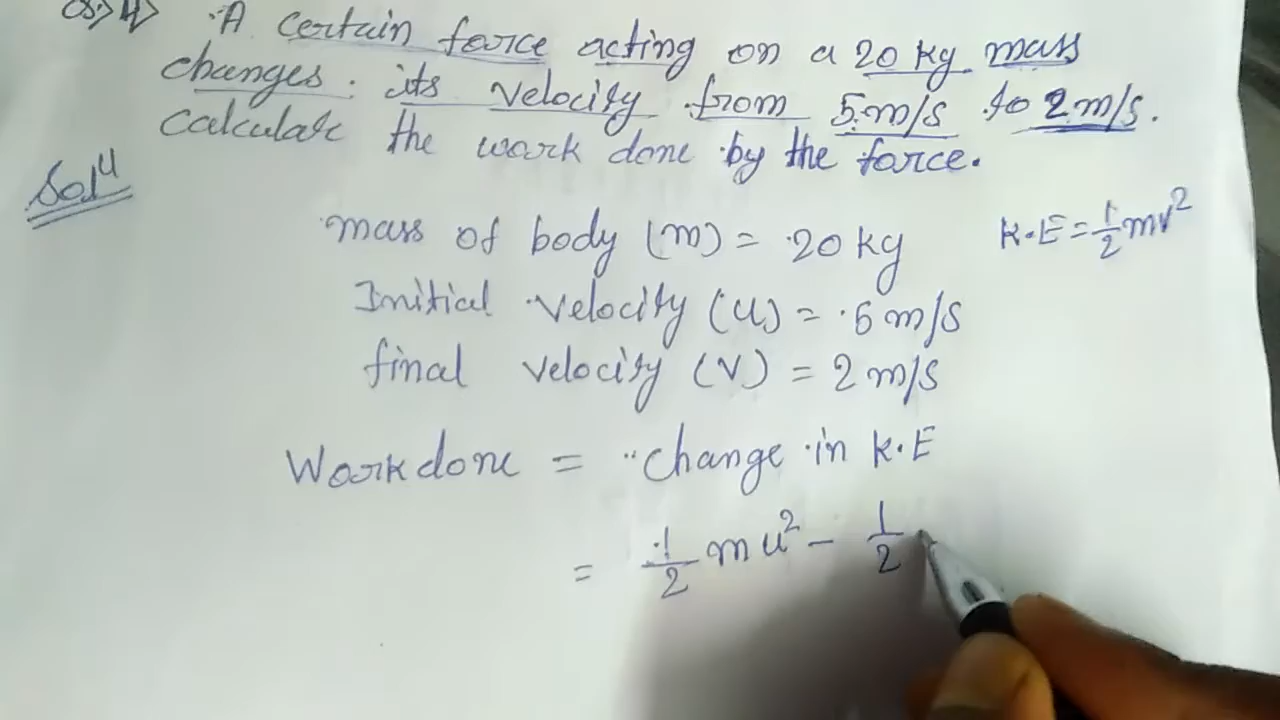 A certain force acting on a 20 kg mass
changes its velocity from 5 m/s to 2 m/s.
calculate the work done by the force.
Solⁿ
mass of body (m) = 20 kg
K.E = 1/2 mv²
Initial velocity (u) = 5 m/s
final velocity (v) = 2 m/s
Workdone = change in K.E
= 1/2 mu² - 1/2